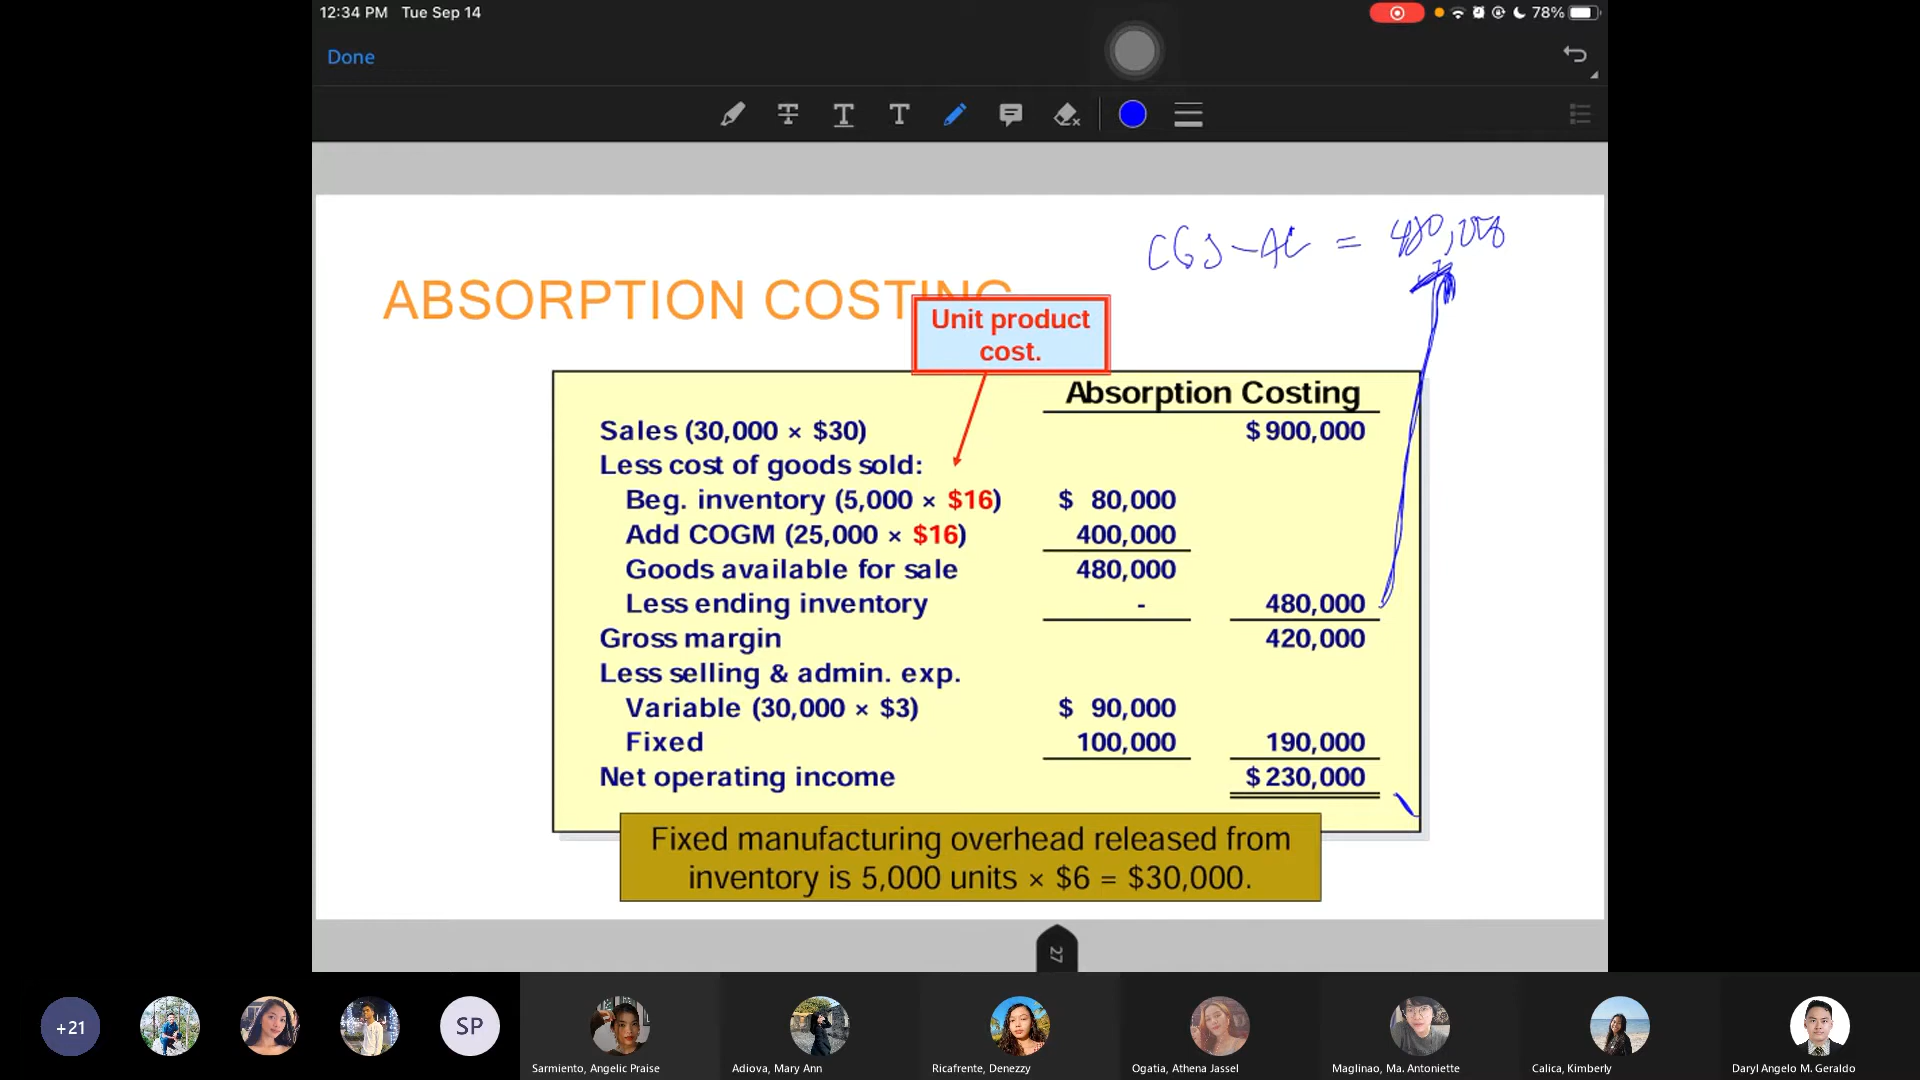 12:34 PM Tue Sep 14
78%
Done
CGS-AC = 480,000
ABSORPTION COSTING
Unit product
cost.
Absorption Costing
Sales (30,000 × $30) $ 900,000
Less cost of goods sold:
Beg. inventory (5,000 × $16) $ 80,000
Add COGM (25,000 × $16) 400,000
Goods available for sale 480,000
Less ending inventory - 480,000
Gross margin 420,000
Less selling & admin. exp.
Variable (30,000 × $3) $ 90,000
Fixed 100,000 190,000
Net operating income $ 230,000
Fixed manufacturing overhead released from
inventory is 5,000 units × $6 = $30,000.
27
+21
SP
Sarmiento, Angelic Praise
Adiova, Mary Ann
Ricafrente, Denezzy
Ogatia, Athena Jassel
Maglinao, Ma. Antoniette
Calica, Kimberly
Daryl Angelo M. Geraldo